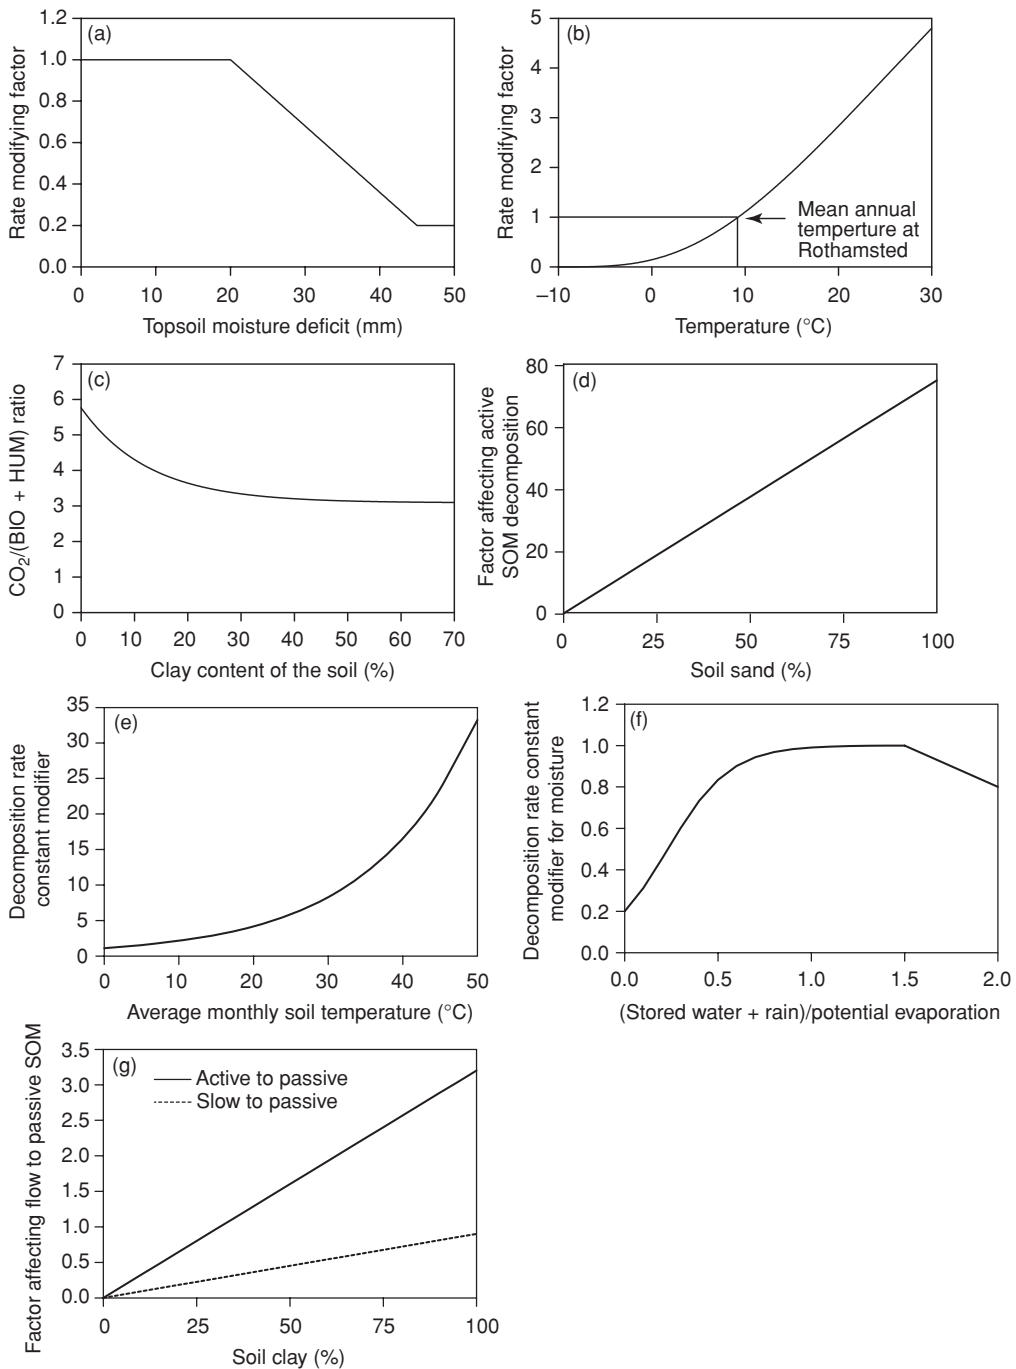 (a)
Rate modifying factor
1.2
1.0
0.8
0.6
0.4
0.2
0.0
0 10 20 30 40 50
Topsoil moisture deficit (mm)
(b)
Rate modifying factor
5
4
3
2
1
0
–10 0 10 20 30
Temperature (°C)
Mean annual
temperture at
Rothamsted
(c)
CO2/(BIO + HUM) ratio
7
6
5
4
3
2
1
0
0 10 20 30 40 50 60 70
Clay content of the soil (%)
(d)
Factor affecting active
SOM decomposition
80
60
40
20
0
0 25 50 75 100
Soil sand (%)
(e)
Decomposition rate
constant modifier
35
30
25
20
15
10
5
0
0 10 20 30 40 50
Average monthly soil temperature (°C)
(f)
Decomposition rate constant
modifier for moisture
1.2
1.0
0.8
0.6
0.4
0.2
0.0
0.0 0.5 1.0 1.5 2.0
(Stored water + rain)/potential evaporation
(g)
Factor affecting flow to passive SOM
3.5
3.0
2.5
2.0
1.5
1.0
0.5
0.0
Active to passive
Slow to passive
0 25 50 75 100
Soil clay (%)